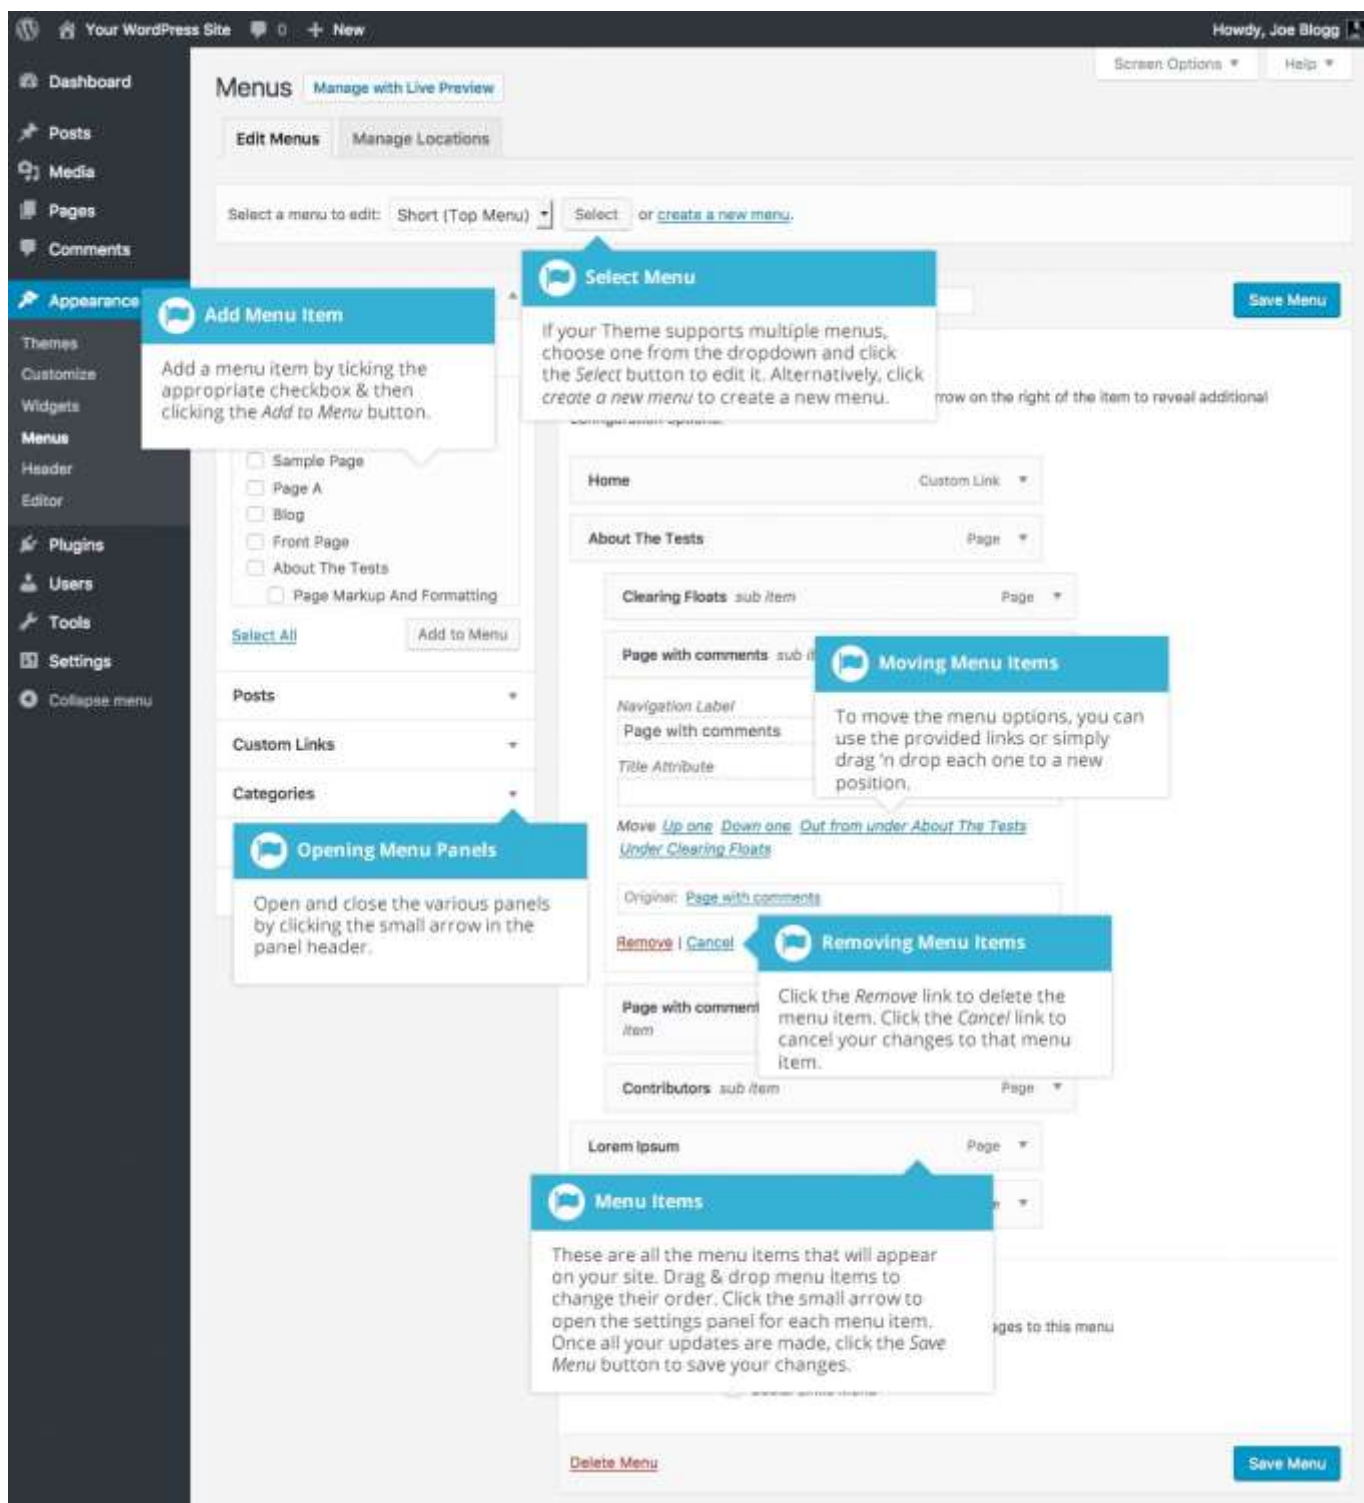 Your WordPress Site 0 + New
Howdy, Joe Blogg
Dashboard
Posts
Media
Pages
Comments
Appearance
Themes
Customize
Widgets
Menus
Header
Editor
Plugins
Users
Tools
Settings
Collapse menu
Screen Options Help
Menus Manage with Live Preview
Edit Menus Manage Locations
Select a menu to edit: Short (Top Menu) Select or create a new menu.
Select Menu
If your Theme supports multiple menus,
choose one from the dropdown and click
the Select button to edit it. Alternatively, click
create a new menu to create a new menu.
Save Menu
Add Menu Item
Add a menu item by ticking the
appropriate checkbox & then
clicking the Add to Menu button.
on the right of the item to reveal additional
Sample Page
Page A
Blog
Front Page
About The Tests
Page Markup And Formatting
Select All Add to Menu
Posts
Custom Links
Categories
Opening Menu Panels
Open and close the various panels
by clicking the small arrow in the
panel header.
Home Custom Link
About The Tests Page
Clearing Floats sub item Page
Page with comments sub
Moving Menu Items
To move the menu options, you can
use the provided links or simply
drag 'n drop each one to a new
position.
Navigation Label
Page with comments
Title Attribute
Move Up one Down one Out from under About The Tests
Under Clearing Floats
Original: Page with comments
Remove | Cancel
Removing Menu Items
Click the Remove link to delete the
menu item. Click the Cancel link to
cancel your changes to that menu
item.
Page with comment
item
Contributors sub item Page
Lorem Ipsum Page
Menu Items
These are all the menu items that will appear
on your site. Drag & drop menu items to
change their order. Click the small arrow to
open the settings panel for each menu item.
Once all your updates are made, click the Save
Menu button to save your changes.
ages to this menu
Delete Menu
Save Menu